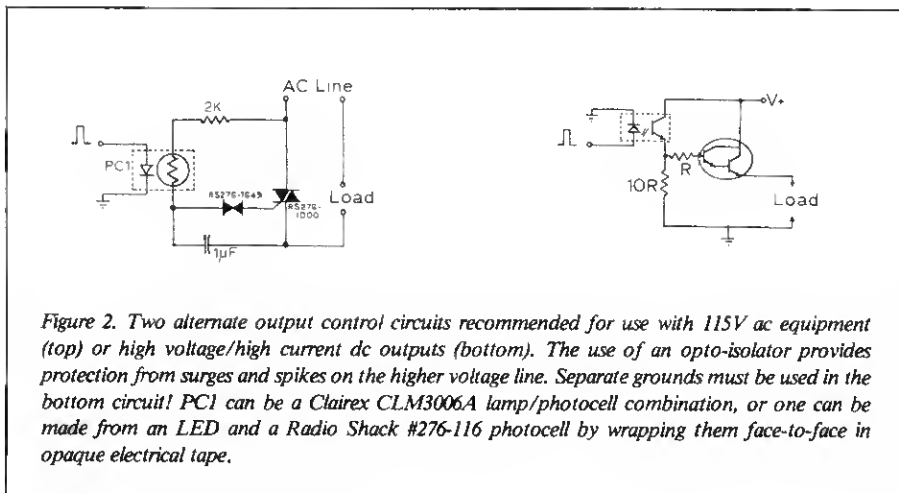 AC Line
2K
PC1
RS276-1649
RS276-
1000
Load
1µF
V+
R
10R
Load
Figure 2. Two alternate output control circuits recommended for use with 115V ac equipment
(top) or high voltage/high current dc outputs (bottom). The use of an opto-isolator provides
protection from surges and spikes on the higher voltage line. Separate grounds must be used in the
bottom circuit! PC1 can be a Clairex CLM3006A lamp/photocell combination, or one can be
made from an LED and a Radio Shack #276-116 photocell by wrapping them face-to-face in
opaque electrical tape.